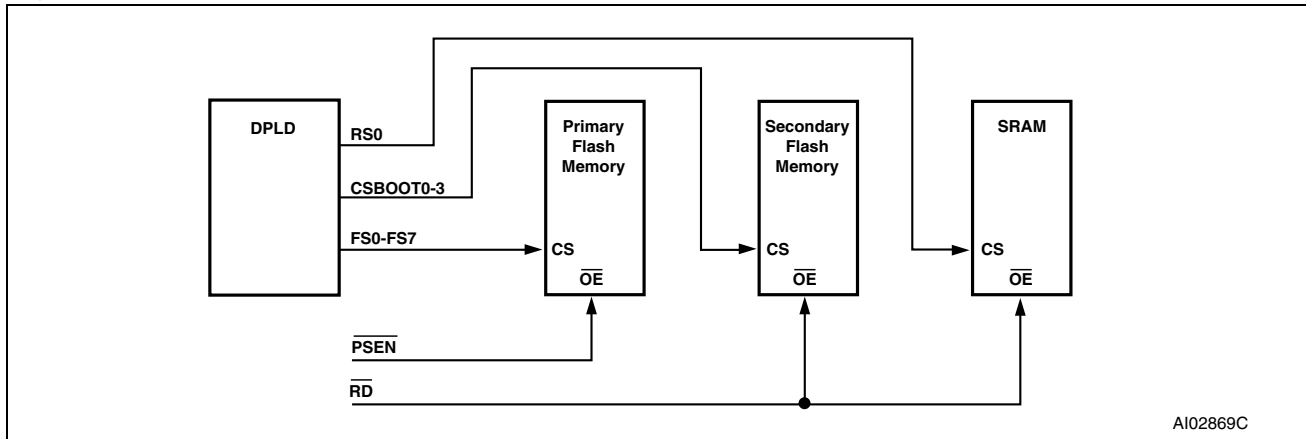 DPLD
RS0
CSBOOT0-3
FS0-FS7
Primary
Flash
Memory
CS
OE
Secondary
Flash
Memory
CS
OE
SRAM
CS
OE
PSEN
RD
AI02869C